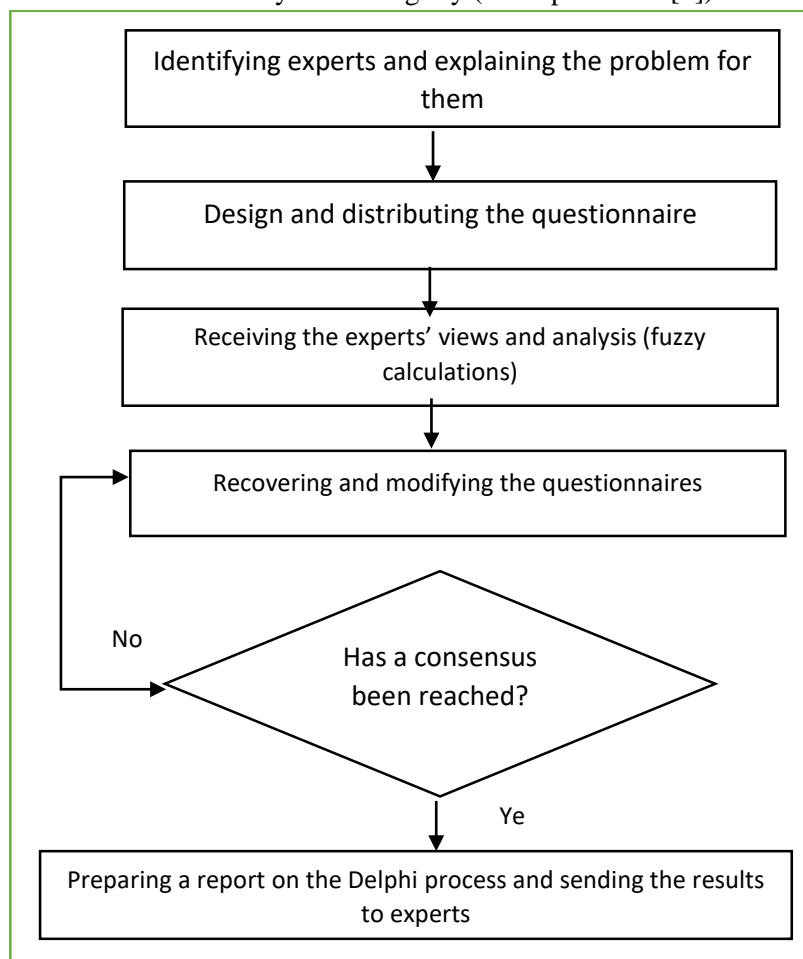 Identifying experts and explaining the problem for
them
Design and distributing the questionnaire
Receiving the experts’ views and analysis (fuzzy
calculations)
Recovering and modifying the questionnaires
No
Has a consensus
been reached?
Ye
Preparing a report on the Delphi process and sending the results
to experts